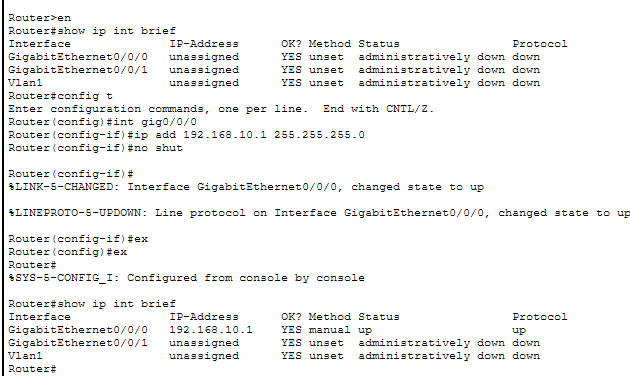 Router>en
Router#show ip int brief
Interface              IP-Address      OK? Method Status                Protocol
GigabitEthernet0/0/0   unassigned      YES unset  administratively down down
GigabitEthernet0/0/1   unassigned      YES unset  administratively down down
Vlan1                  unassigned      YES unset  administratively down down
Router#config t
Enter configuration commands, one per line.  End with CNTL/Z.
Router(config)#int gig0/0/0
Router(config-if)#ip add 192.168.10.1 255.255.255.0
Router(config-if)#no shut
Router(config-if)#
%LINK-5-CHANGED: Interface GigabitEthernet0/0/0, changed state to up
%LINEPROTO-5-UPDOWN: Line protocol on Interface GigabitEthernet0/0/0, changed state to up
Router(config-if)#ex
Router(config)#ex
Router#
%SYS-5-CONFIG_I: Configured from console by console
Router#show ip int brief
Interface              IP-Address      OK? Method Status                Protocol
GigabitEthernet0/0/0   192.168.10.1    YES manual up                    up
GigabitEthernet0/0/1   unassigned      YES unset  administratively down down
Vlan1                  unassigned      YES unset  administratively down down
Router#